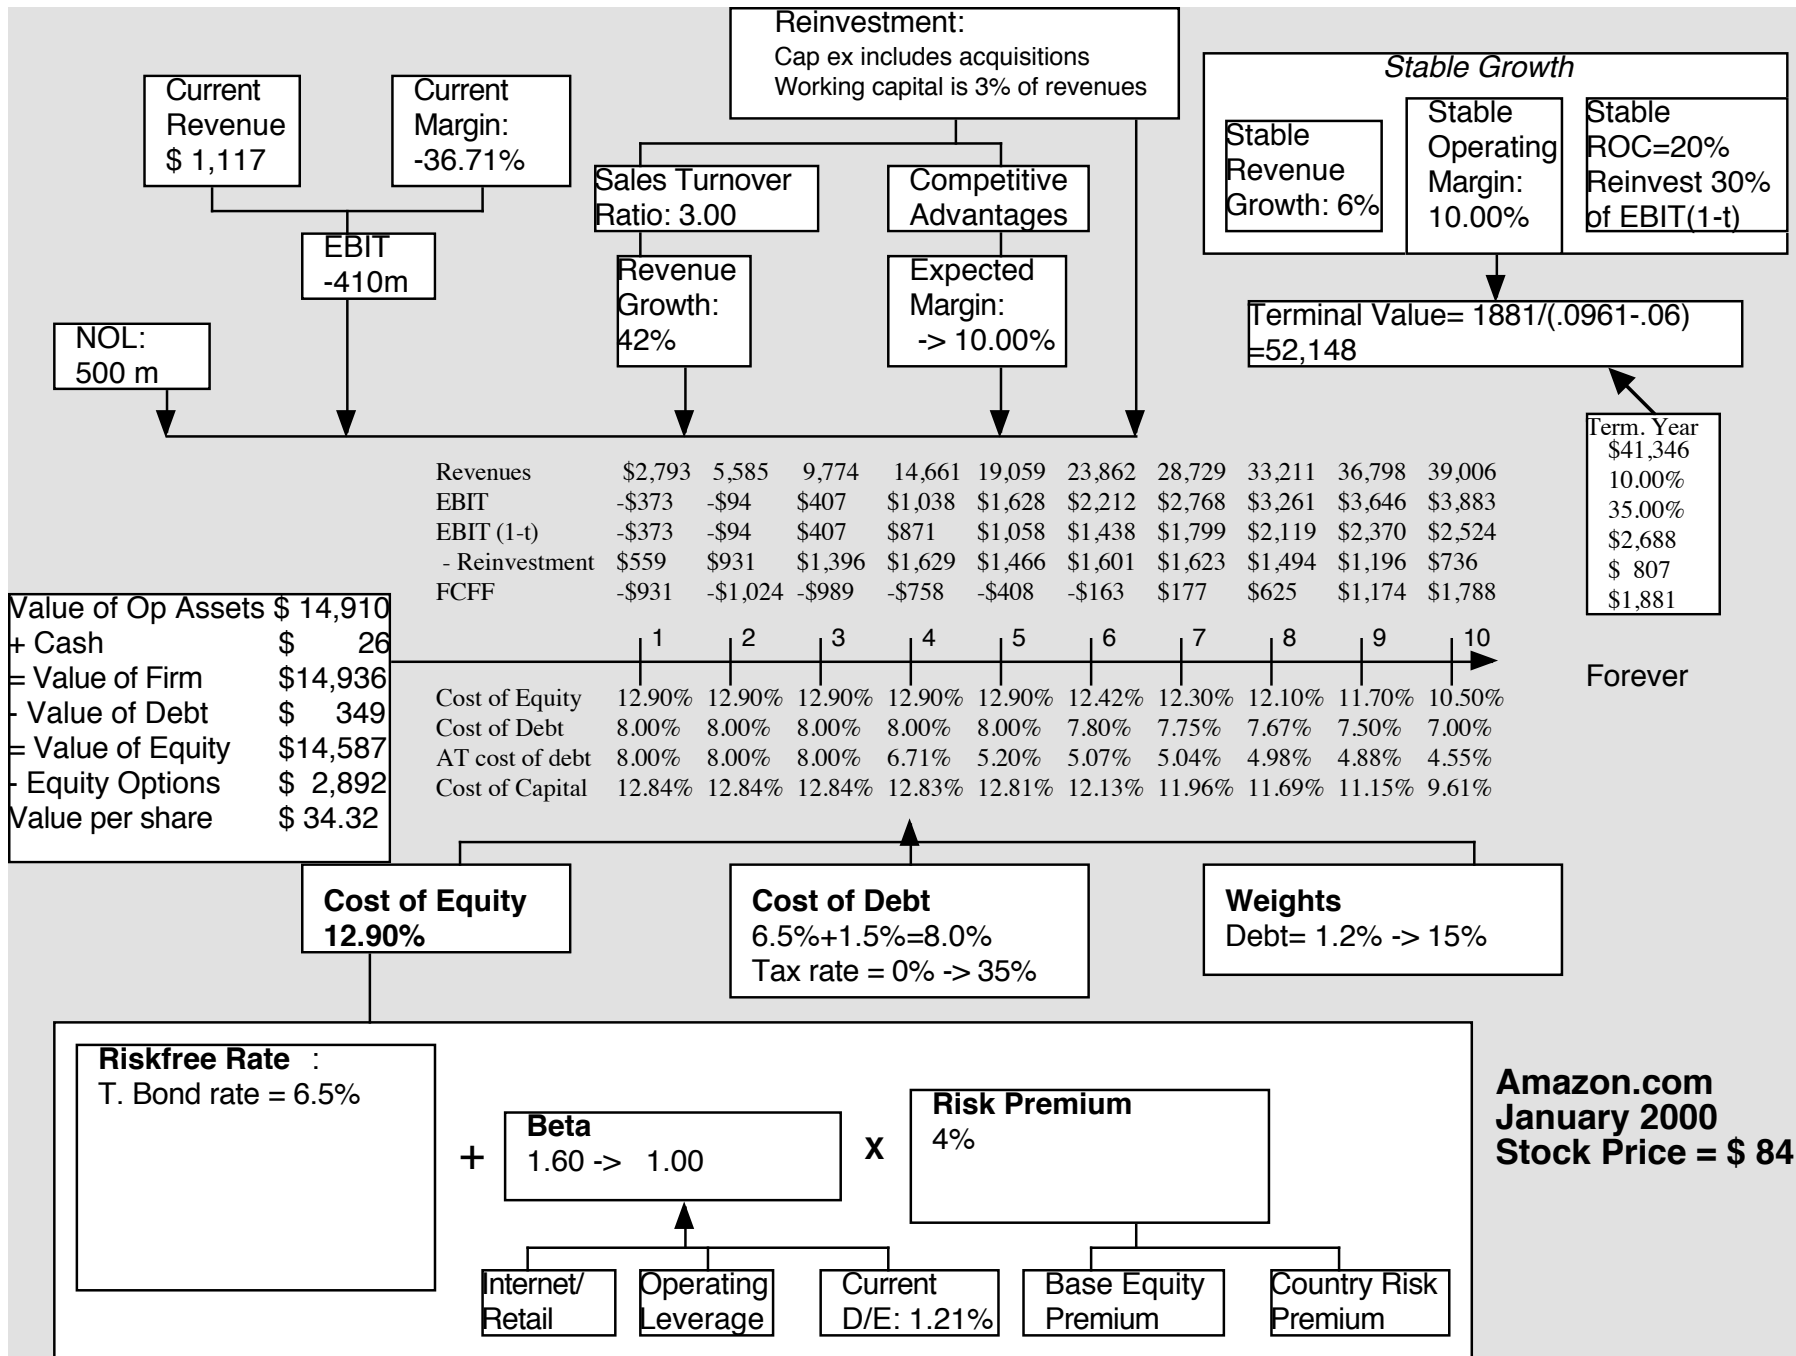 Reinvestment:
Cap ex includes acquisitions
Working capital is 3% of revenues
Current
Revenue
$ 1,117
Current
Margin:
-36.71%
Stable Growth
Stable
Revenue
Growth: 6%
Stable
Operating
Margin:
10.00%
Stable
ROC=20%
Reinvest 30%
of EBIT(1-t)
Sales Turnover
Ratio: 3.00
Competitive
Advantages
EBIT
-410m
Revenue
Growth:
42%
Expected
Margin:
-> 10.00%
NOL:
500 m
Terminal Value= 1881/(.0961-.06)
=52,148
Term. Year
$41,346
10.00%
35.00%
$2,688
$ 807
$1,881
Revenues $2,793 5,585 9,774 14,661 19,059 23,862 28,729 33,211 36,798 39,006
EBIT -$373 -$94 $407 $1,038 $1,628 $2,212 $2,768 $3,261 $3,646 $3,883
EBIT (1-t) -$373 -$94 $407 $871 $1,058 $1,438 $1,799 $2,119 $2,370 $2,524
- Reinvestment $559 $931 $1,396 $1,629 $1,466 $1,601 $1,623 $1,494 $1,196 $736
FCFF -$931 -$1,024 -$989 -$758 -$408 -$163 $177 $625 $1,174 $1,788
1 2 3 4 5 6 7 8 9 10
Forever
Value of Op Assets $ 14,910
+ Cash $ 26
= Value of Firm $14,936
- Value of Debt $ 349
= Value of Equity $14,587
- Equity Options $ 2,892
Value per share $ 34.32
Cost of Equity 12.90% 12.90% 12.90% 12.90% 12.90% 12.42% 12.30% 12.10% 11.70% 10.50%
Cost of Debt 8.00% 8.00% 8.00% 8.00% 8.00% 7.80% 7.75% 7.67% 7.50% 7.00%
AT cost of debt 8.00% 8.00% 8.00% 6.71% 5.20% 5.07% 5.04% 4.98% 4.88% 4.55%
Cost of Capital 12.84% 12.84% 12.84% 12.83% 12.81% 12.13% 11.96% 11.69% 11.15% 9.61%
Cost of Equity
12.90%
Cost of Debt
6.5%+1.5%=8.0%
Tax rate = 0% -> 35%
Weights
Debt= 1.2% -> 15%
Riskfree Rate :
T. Bond rate = 6.5%
+
Beta
1.60 -> 1.00
X
Risk Premium
4%
Internet/
Retail
Operating
Leverage
Current
D/E: 1.21%
Base Equity
Premium
Country Risk
Premium
Amazon.com
January 2000
Stock Price = $ 84